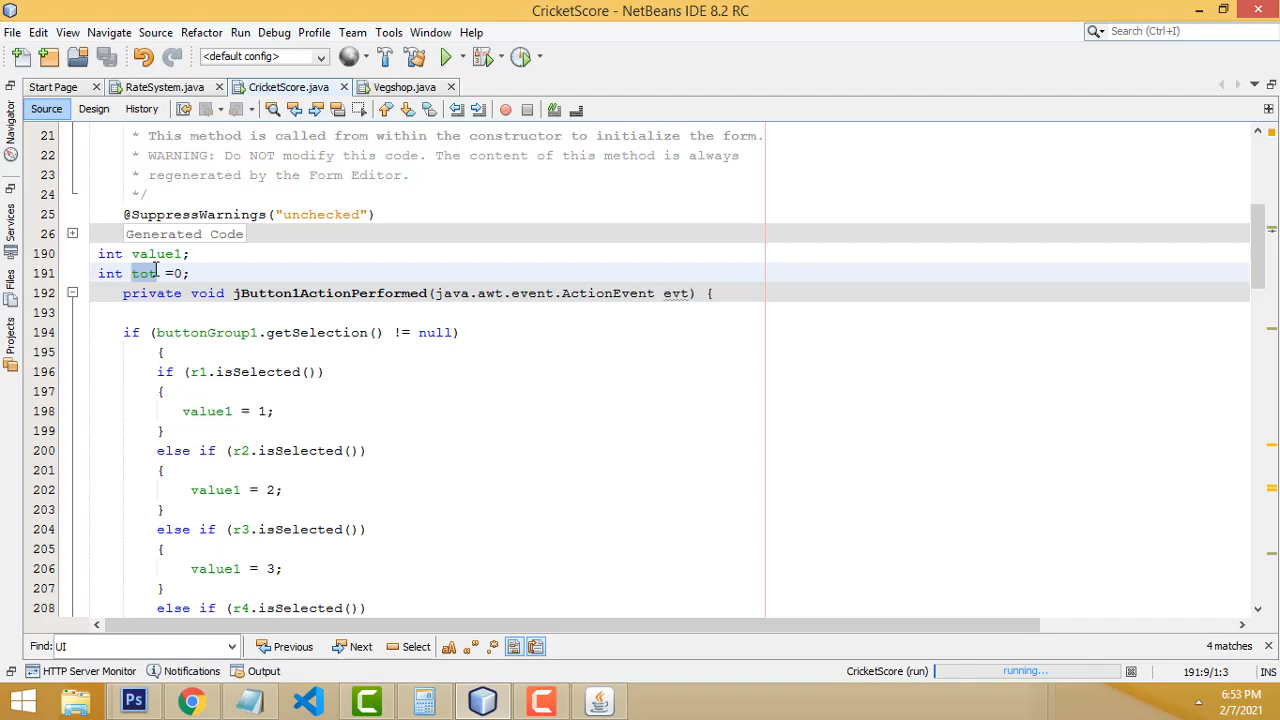 CricketScore - NetBeans IDE 8.2 RC
File Edit View Navigate Source Refactor Run Debug Profile Team Tools Window Help
Search (Ctrl+I)
<default config>
Start Page RateSystem.java CricketScore.java Vegshop.java
Source Design History
Navigator
Services
Files
Projects
21 * This method is called from within the constructor to initialize the form.
22 * WARNING: Do NOT modify this code. The content of this method is always
23 * regenerated by the Form Editor.
24 */
25 @SuppressWarnings("unchecked")
26 Generated Code
190 int value1;
191 int tot =0;
192 private void jButton1ActionPerformed(java.awt.event.ActionEvent evt) {
193
194 if (buttonGroup1.getSelection() != null)
195 {
196 if (r1.isSelected())
197 {
198 value1 = 1;
199 }
200 else if (r2.isSelected())
201 {
202 value1 = 2;
203 }
204 else if (r3.isSelected())
205 {
206 value1 = 3;
207 }
208 else if (r4.isSelected())
Find: UI Previous Next Select 4 matches
HTTP Server Monitor Notifications Output CricketScore (run) running... 191:9/1:3 INS
Ps
6:53 PM
2/7/2021